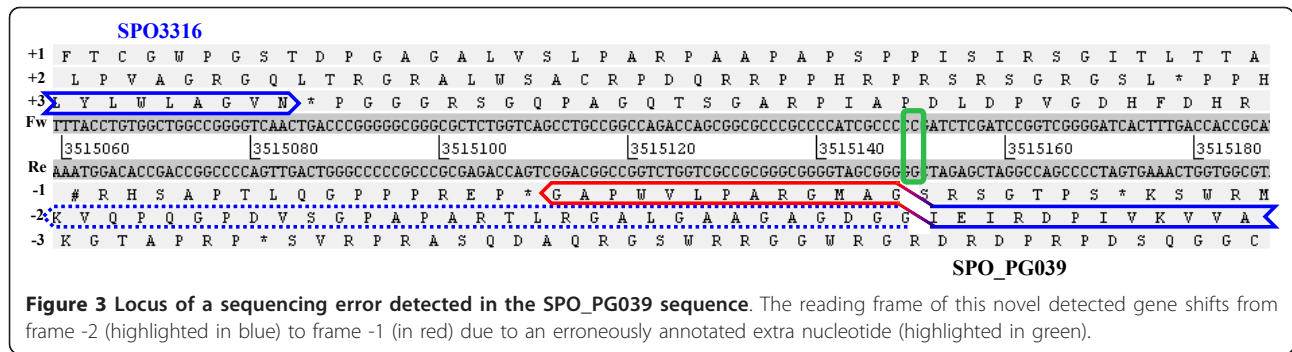 SPO3316
+1 F T C G W P G S T D P G A G A L V S L P A R P A A P A P S P P I S I R S G I T L T T A
+2 L P V A G R G Q L T R G R A L W S A C R P D Q R R P P H R P R S R S G R G S L * P P H
+3 L Y L W L A G V N * P G G R S G Q P A G Q T S G A R P I A P D L D P V G D H F D H R
Fw TTTACCTGTGGCTGGCCGGGGTCAACTGACCCGGGGGCGGGCGCTCTGGTCAGCCTGCCGGCCAGACCAGCGGCGCCCGCCCCATCGCCCCCGATCTCGATCCGGTCGGGGATCACTTTGACCACCGCAT
3515060 3515080 3515100 3515120 3515140 3515160 3515180
Re AAATGGACACCGACCGGCCCCAGTTGACTGGGCCCCCGCCCGCGAGACCAGTCGGACGGCCGGTCTGGTCGCCGCGGGCGGGGTAGCGGGGGCTAGAGCTAGGCCAGCCCCTAGTGAAACTGGTGGCGTA
-1 # R H S A P T L Q G P P P R E P * G A P W V L P A R G M A G S R S G T P S * K S W R M
-2 K V Q P Q G P D V S G P A P A R T L R G A L G A A G A G D G G I E I R D P I V K V V A
-3 K G T A P R P * S V R P R A S Q D A Q R G S W R R G G W R G R D R D P R P D S Q G G C
SPO_PG039
Figure 3 Locus of a sequencing error detected in the SPO_PG039 sequence. The reading frame of this novel detected gene shifts from
frame -2 (highlighted in blue) to frame -1 (in red) due to an erroneously annotated extra nucleotide (highlighted in green).